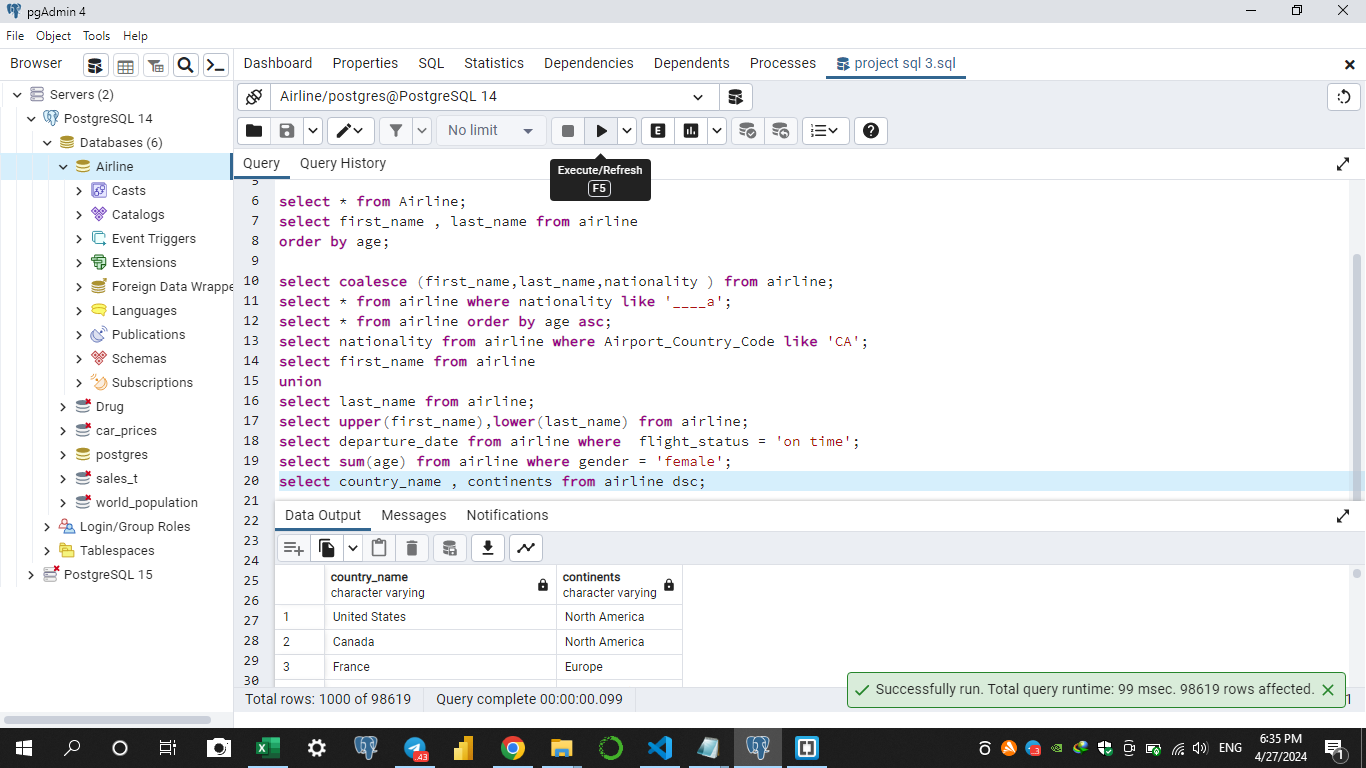 pgAdmin 4
File Object Tools Help
Browser
Dashboard Properties SQL Statistics Dependencies Dependents Processes project sql 3.sql
Servers (2)
PostgreSQL 14
Databases (6)
Airline
Casts
Catalogs
Event Triggers
Extensions
Foreign Data Wrappe
Languages
Publications
Schemas
Subscriptions
Drug
car_prices
postgres
sales_t
world_population
Login/Group Roles
Tablespaces
PostgreSQL 15
Airline/postgres@PostgreSQL 14
No limit
E
Query Query History
Execute/Refresh
F5
5
6 select * from Airline;
7 select first_name , last_name from airline
8 order by age;
9
10 select coalesce (first_name,last_name,nationality ) from airline;
11 select * from airline where nationality like '____a';
12 select * from airline order by age asc;
13 select nationality from airline where Airport_Country_Code like 'CA';
14 select first_name from airline
15 union
16 select last_name from airline;
17 select upper(first_name),lower(last_name) from airline;
18 select departure_date from airline where  flight_status = 'on time';
19 select sum(age) from airline where gender = 'female';
20 select country_name , continents from airline dsc;
21
22
23
24
25
26
27
28
29
30
Data Output Messages Notifications
country_name continents
character varying character varying
1 United States North America
2 Canada North America
3 France Europe
Successfully run. Total query runtime: 99 msec. 98619 rows affected.
Total rows: 1000 of 98619 Query complete 00:00:00.099 1
43
ENG
6:35 PM
4/27/2024
1